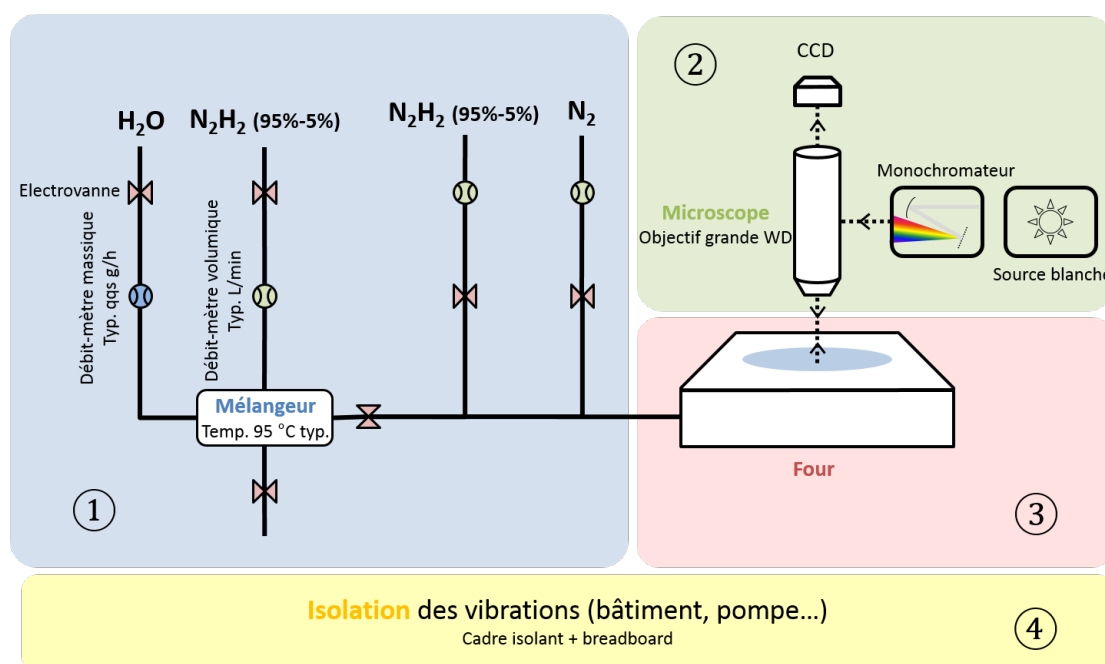 H₂O
N₂H₂ (95%-5%)
N₂H₂ (95%-5%)
N₂
Electrovanne
Débit-mètre massique
Typ. qqs g/h
Débit-mètre volumique
Typ. L/min
Mélangeur
Temp. 95 °C typ.
①
②
CCD
Monochromateur
Microscope
Objectif grande WD
Source blanche
Four
③
Isolation des vibrations (bâtiment, pompe...)
Cadre isolant + breadboard
④